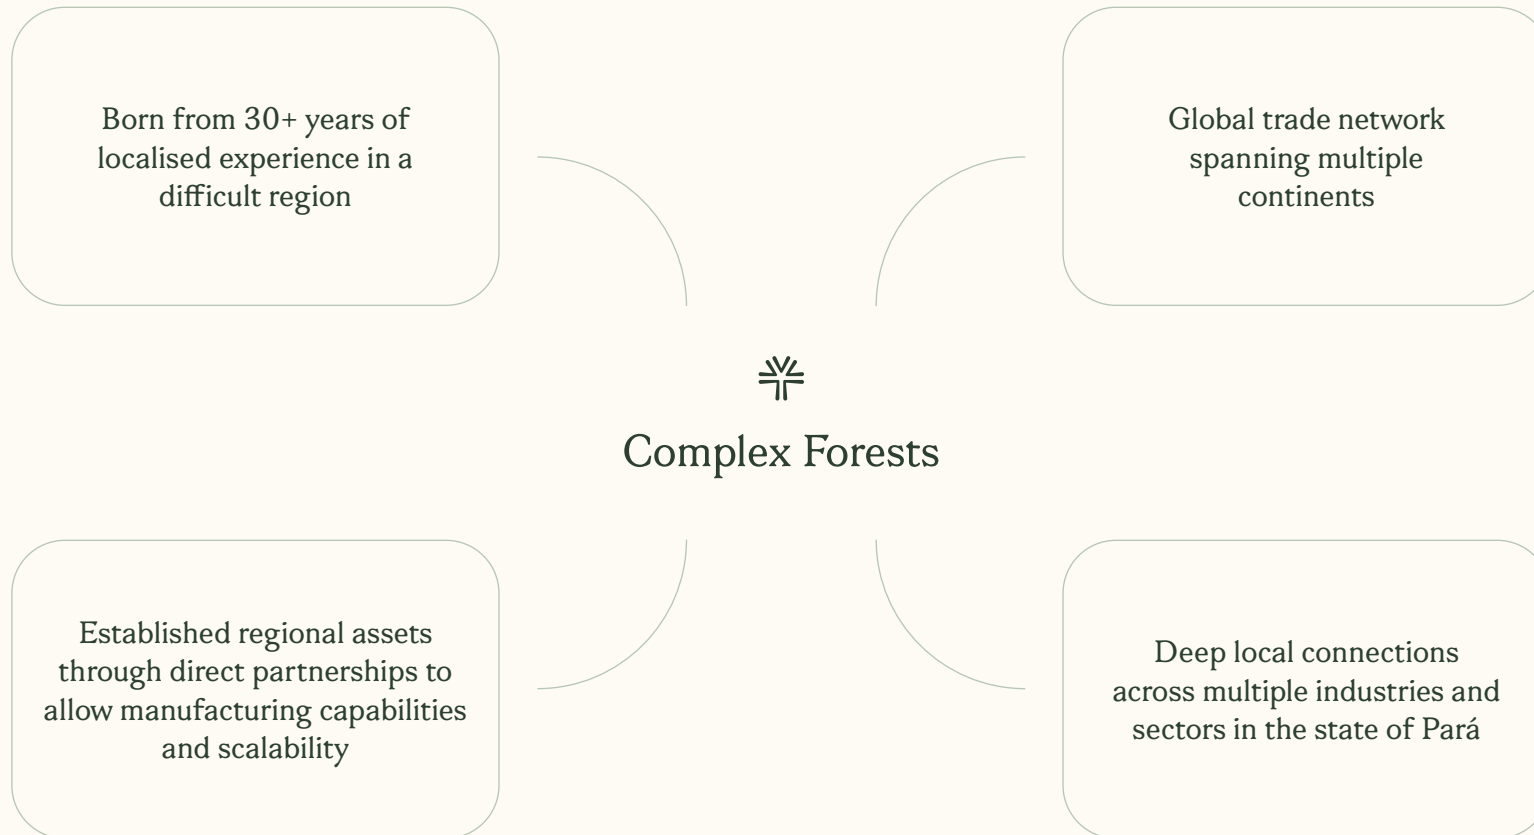 Born from 30+ years of
localised experience in a
difficult region
Global trade network
spanning multiple
continents
Complex Forests
Established regional assets
through direct partnerships to
allow manufacturing capabilities
and scalability
Deep local connections
across multiple industries and
sectors in the state of Pará